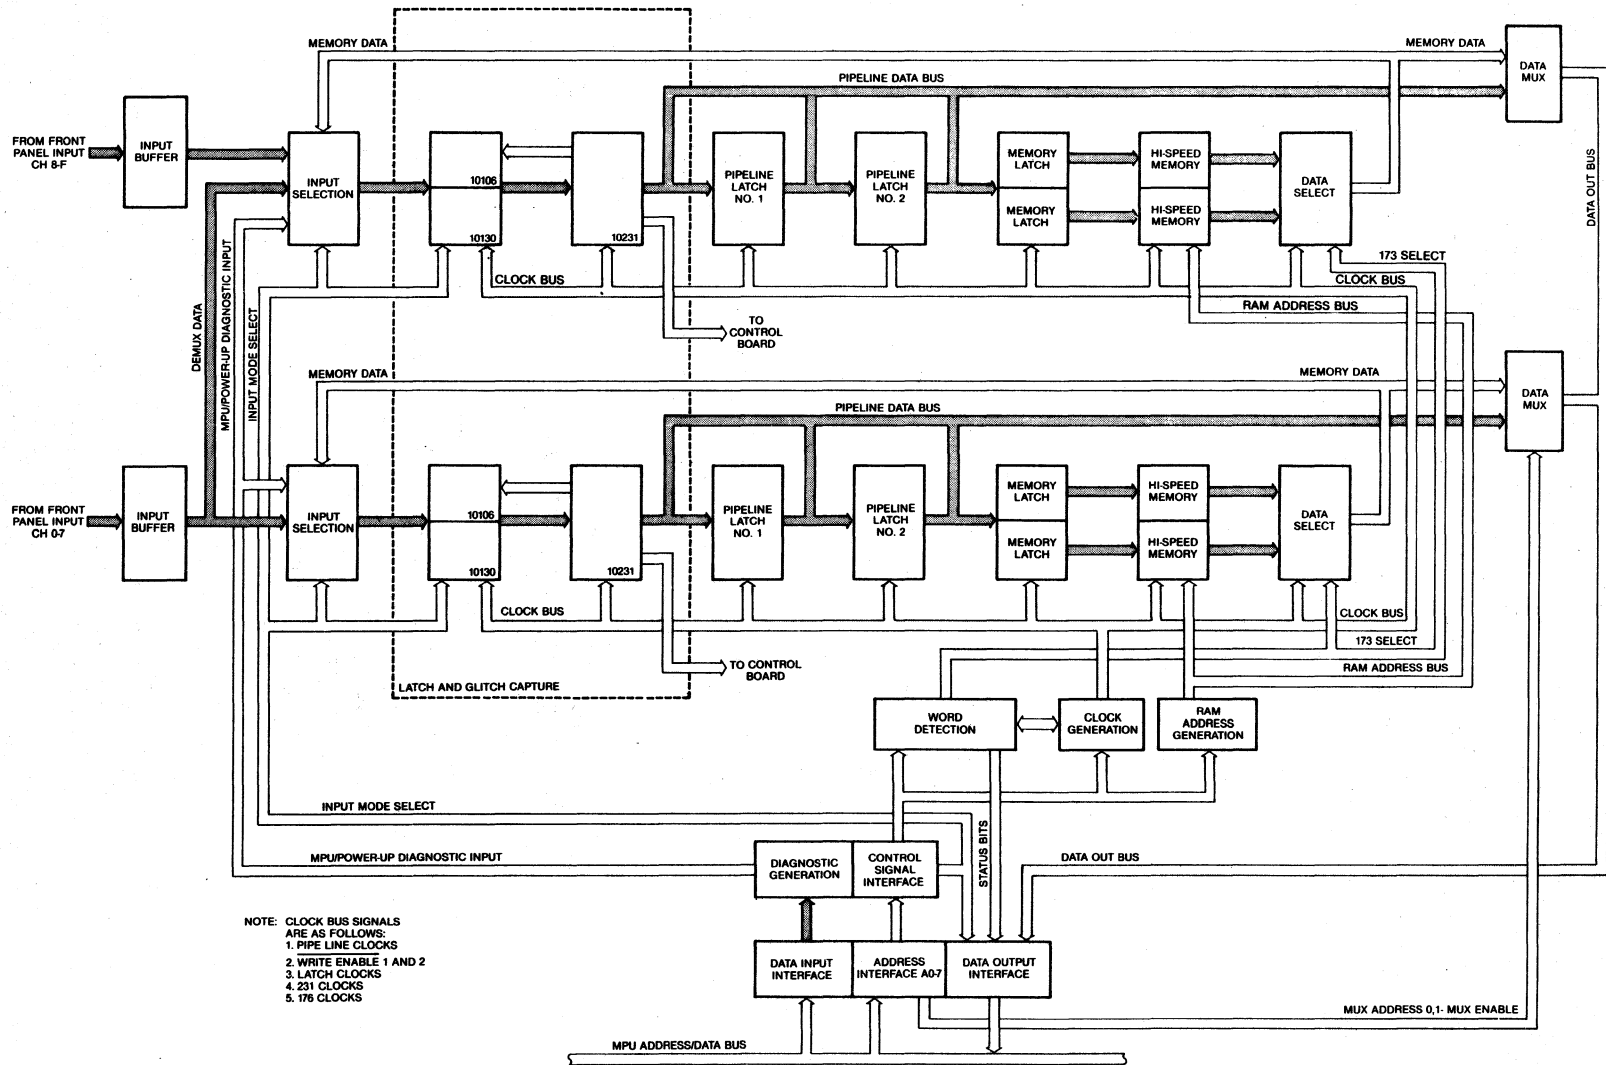 MEMORY DATA
MEMORY DATA
DATA
MUX
PIPELINE DATA BUS
FROM FRONT
PANEL INPUT
CH 8-F
INPUT
BUFFER
INPUT
SELECTION
10106
10130
10231
PIPELINE
LATCH
NO. 1
PIPELINE
LATCH
NO. 2
MEMORY
LATCH
MEMORY
LATCH
HI-SPEED
MEMORY
HI-SPEED
MEMORY
DATA
SELECT
DATA OUT BUS
173 SELECT
CLOCK BUS
CLOCK BUS
RAM ADDRESS BUS
TO
CONTROL
BOARD
DEMUX DATA
MPU/POWER-UP DIAGNOSTIC INPUT
INPUT MODE SELECT
MEMORY DATA
MEMORY DATA
DATA
MUX
PIPELINE DATA BUS
FROM FRONT
PANEL INPUT
CH 0-7
INPUT
BUFFER
INPUT
SELECTION
10106
10130
10231
PIPELINE
LATCH
NO. 1
PIPELINE
LATCH
NO. 2
MEMORY
LATCH
MEMORY
LATCH
HI-SPEED
MEMORY
HI-SPEED
MEMORY
DATA
SELECT
CLOCK BUS
CLOCK BUS
173 SELECT
RAM ADDRESS BUS
TO CONTROL
BOARD
LATCH AND GLITCH CAPTURE
WORD
DETECTION
CLOCK
GENERATION
RAM
ADDRESS
GENERATION
INPUT MODE SELECT
STATUS BITS
MPU/POWER-UP DIAGNOSTIC INPUT
DIAGNOSTIC
GENERATION
CONTROL
SIGNAL
INTERFACE
DATA OUT BUS
NOTE: CLOCK BUS SIGNALS
ARE AS FOLLOWS:
1. PIPE LINE CLOCKS
2. WRITE ENABLE 1 AND 2
3. LATCH CLOCKS
4. 231 CLOCKS
5. 176 CLOCKS
DATA INPUT
INTERFACE
ADDRESS
INTERFACE A0-7
DATA OUTPUT
INTERFACE
MUX ADDRESS 0,1- MUX ENABLE
MPU ADDRESS/DATA BUS